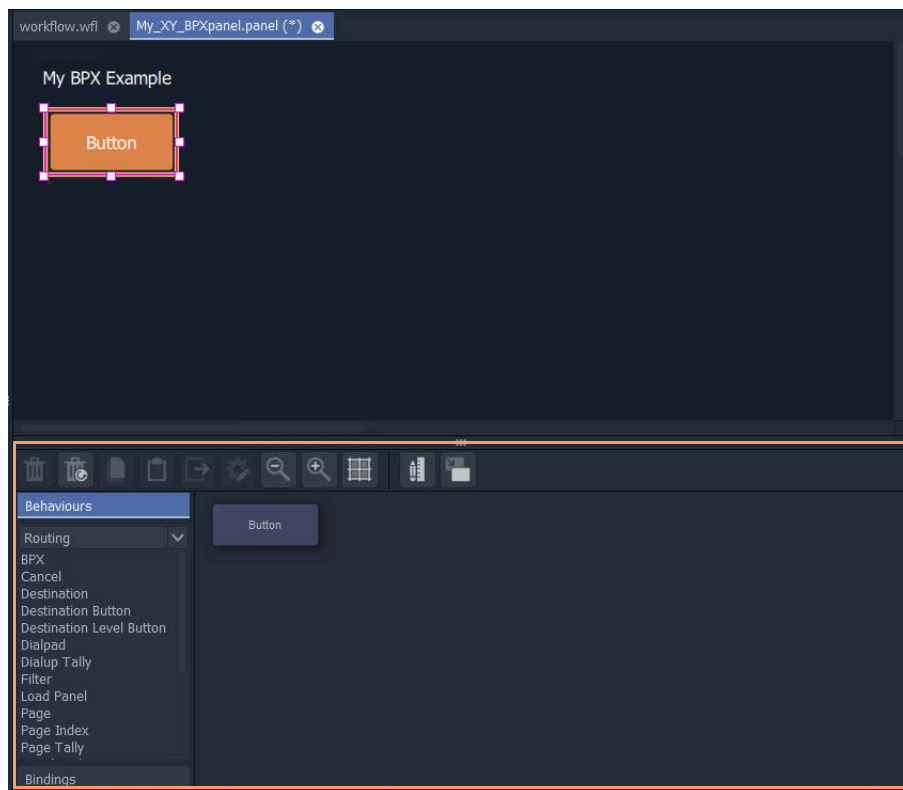 workflow.wfl My_XY_BPXpanel.panel (*)
My BPX Example
Button
Behaviours
Button
Routing
BPX
Cancel
Destination
Destination Button
Destination Level Button
Dialpad
Dialup Tally
Filter
Load Panel
Page
Page Index
Page Tally
Bindings